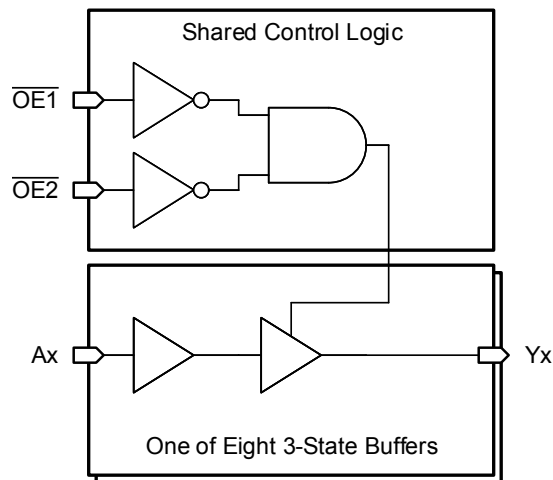 Shared Control Logic
OE1
OE2
Ax
Yx
One of Eight 3-State Buffers